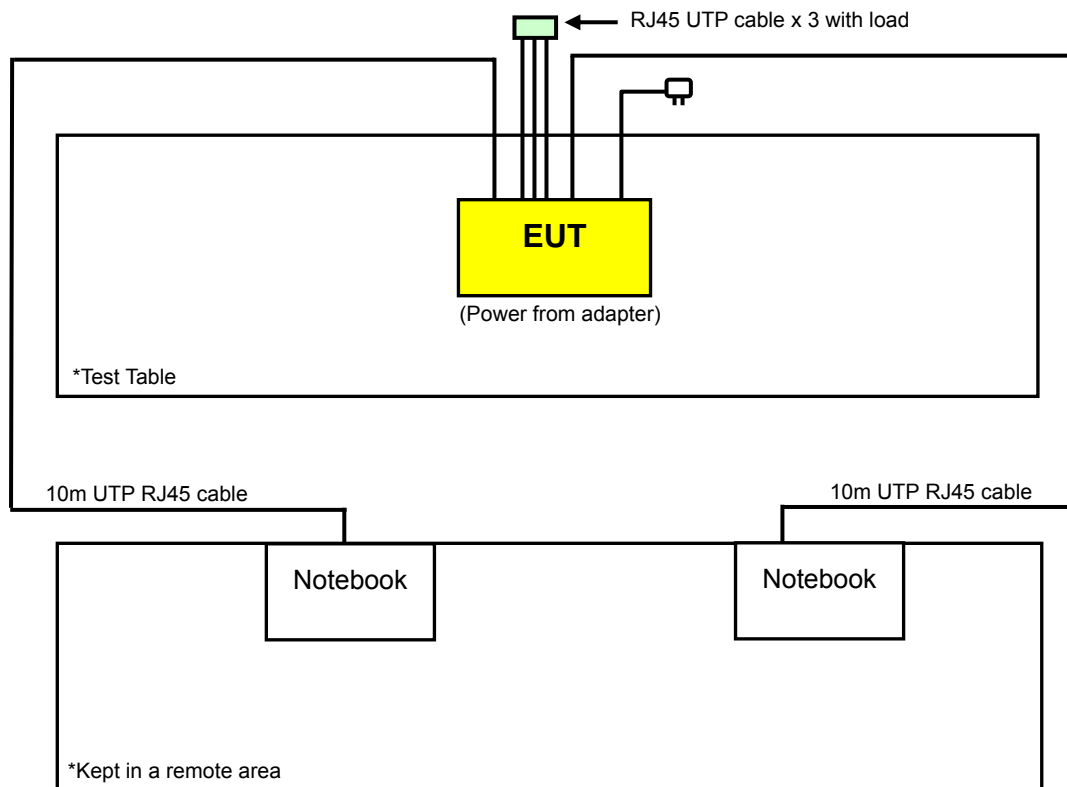 RJ45 UTP cable x 3 with load
EUT
(Power from adapter)
*Test Table
10m UTP RJ45 cable
10m UTP RJ45 cable
Notebook
Notebook
*Kept in a remote area